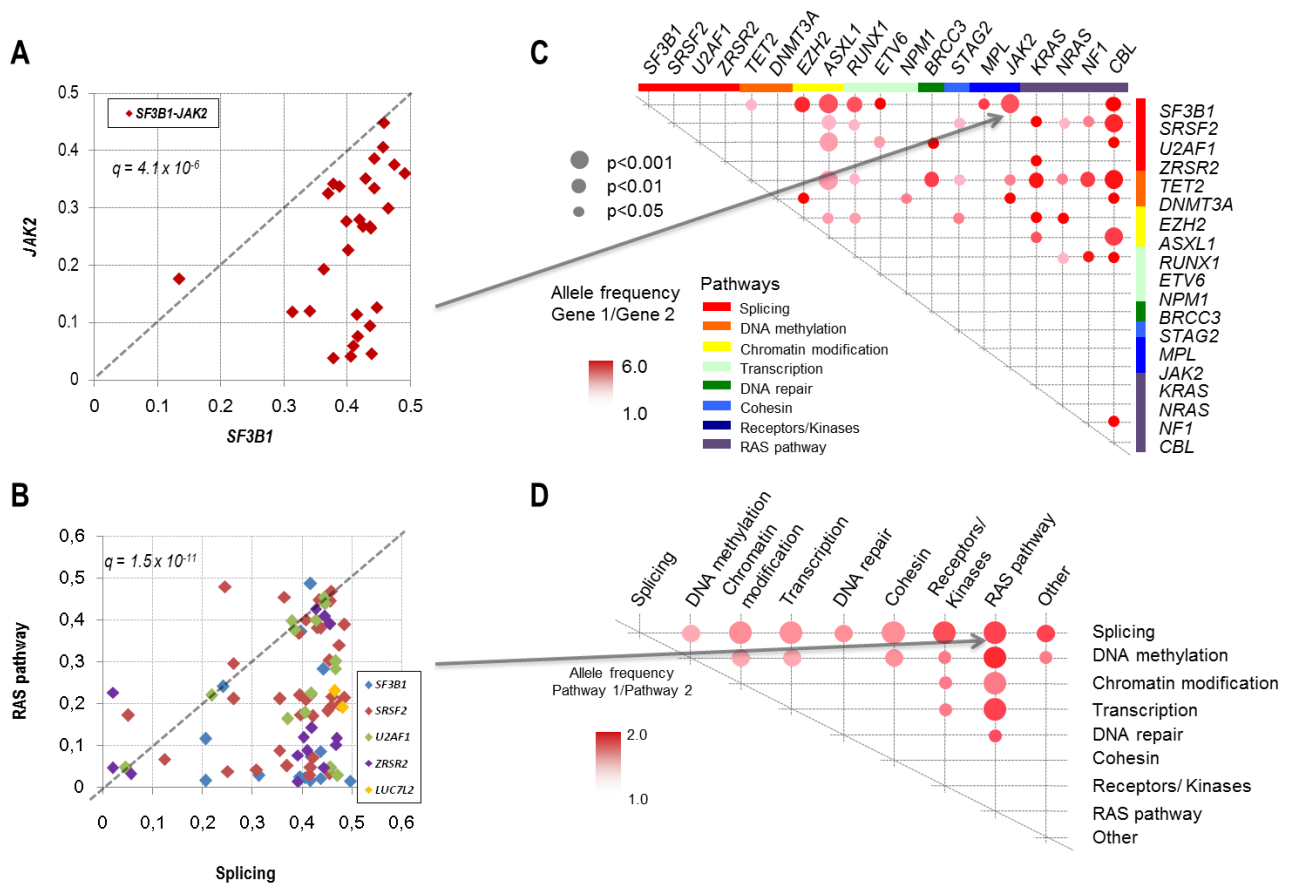 A
0.5
0.4
0.3
0.2
0.1
0
0
0.1
0.2
0.3
0.4
0.5
SF3B1-JAK2
q = 4.1 x 10-6
JAK2
SF3B1
B
0,6
0,5
0,4
0,3
0,2
0,1
0
0
0,1
0,2
0,3
0,4
0,5
0,6
q = 1.5 x 10-11
RAS pathway
Splicing
SF3B1
SRSF2
U2AF1
ZRSR2
LUC7L2
C
SF3B1
SRSF2
U2AF1
ZRSR2
TET2
DNMT3A
EZH2
ASXL1
RUNX1
ETV6
NPM1
BRCC3
STAG2
MPL
JAK2
KRAS
NRAS
NF1
CBL
SF3B1
SRSF2
U2AF1
ZRSR2
TET2
DNMT3A
EZH2
ASXL1
RUNX1
ETV6
NPM1
BRCC3
STAG2
MPL
JAK2
KRAS
NRAS
NF1
CBL
p<0.001
p<0.01
p<0.05
Allele frequency
Gene 1/Gene 2
6.0
1.0
Pathways
Splicing
DNA methylation
Chromatin modification
Transcription
DNA repair
Cohesin
Receptors/Kinases
RAS pathway
D
Splicing
DNA methylation
Chromatin
modification
Transcription
DNA repair
Cohesin
Receptors/
Kinases
RAS pathway
Other
Splicing
DNA methylation
Chromatin modification
Transcription
DNA repair
Cohesin
Receptors/ Kinases
RAS pathway
Other
Allele frequency
Pathway 1/Pathway 2
2.0
1.0